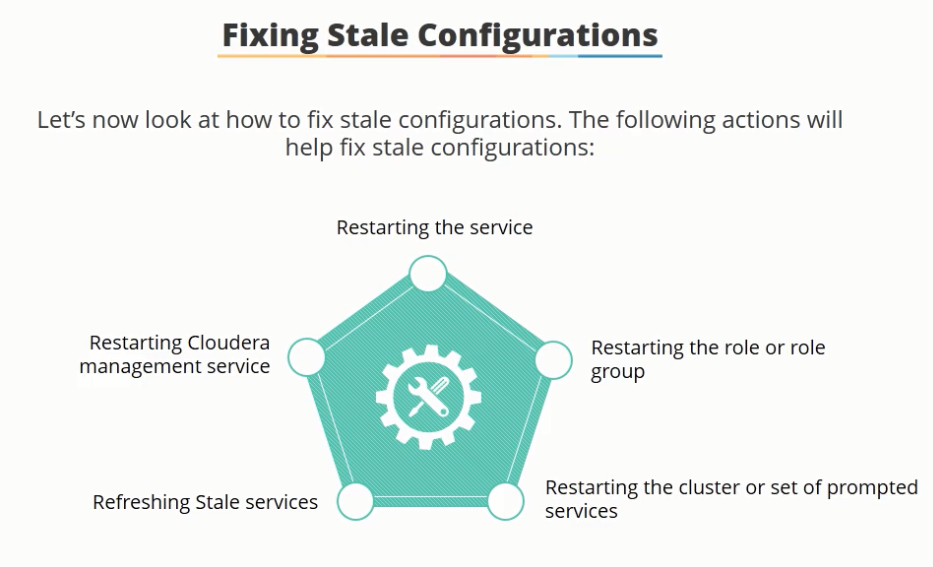 Fixing Stale Configurations
Let's now look at how to fix stale configurations. The following actions will
help fix stale configurations:
Restarting the service
Restarting Cloudera
management service
Restarting the role or role
group
Refreshing Stale services
Restarting the cluster or set of prompted
services